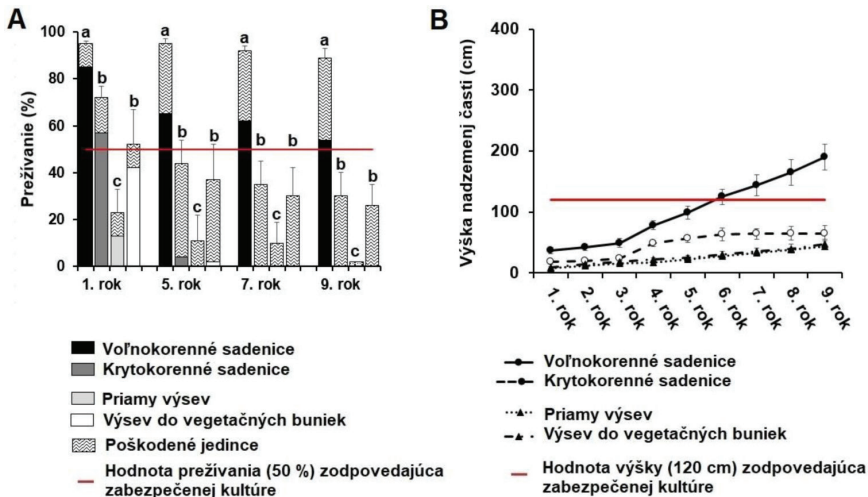 A
100
80
60
40
20
0
Prežívanie (%)
a
b
c
b
a
b
c
b
a
b
c
b
a
b
c
b
1. rok 5. rok 7. rok 9. rok
Voľnokorenné sadenice
Krytokorenné sadenice
Priamy výsev
Výsev do vegetačných buniek
Poškodené jedince
Hodnota prežívania (50 %) zodpovedajúca
zabezpečenej kultúre
B
400
300
200
100
0
Výška nadzemenj časti (cm)
1. rok
2. rok
3. rok
4. rok
5. rok
6. rok
7. rok
8. rok
9. rok
Voľnokorenné sadenice
Krytokorenné sadenice
Priamy výsev
Výsev do vegetačných buniek
Hodnota výšky (120 cm) zodpovedajúca
zabezpečenej kultúre